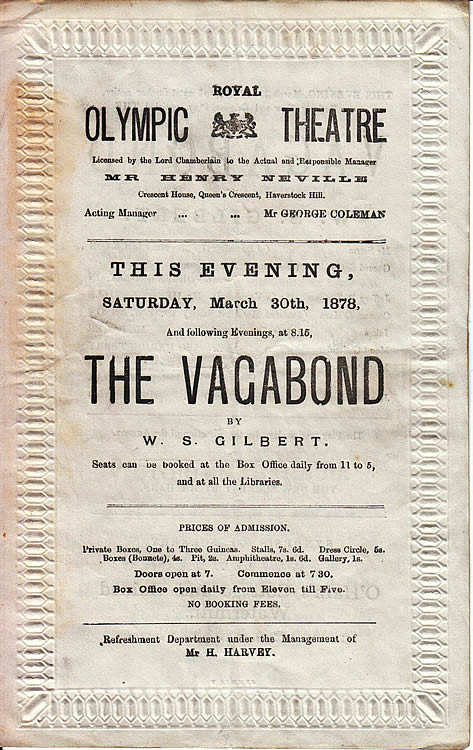 ROYAL
OLYMPIC THEATRE
Licensed by the Lord Chamberlain to the Actual and Responsible Manager
MR HENRY NEVILLE
Crescent House, Queen's Crescent, Haverstock Hill.
Acting Manager ... ... Mr GEORGE COLEMAN
THIS EVENING,
SATURDAY, March 30th, 1878,
And following Evenings, at 8.15,
THE VAGABOND
BY
W. S. GILBERT.
Seats can be booked at the Box Office daily from 11 to 5,
and at all the Libraries.
PRICES OF ADMISSION.
Private Boxes, One to Three Guineas. Stalls, 7s. 6d. Dress Circle, 5s.
Boxes (Bonnets), 4s. Pit, 2s. Amphitheatre, 1s. 6d. Gallery, 1s.
Doors open at 7. Commence at 7 30.
Box Office open daily from Eleven till Five.
NO BOOKING FEES.
Refreshment Department under the Management of
Mr H. HARVEY.